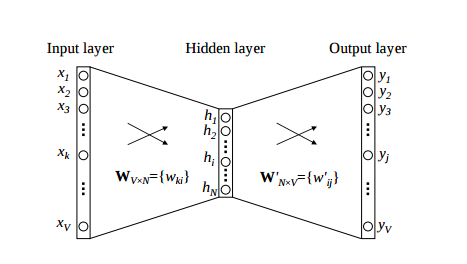 Input layer
Hidden layer
Output layer
x1
x2
x3
xk
xV
h1
h2
hi
hN
y1
y2
y3
yj
yV
WV×N={wki}
W'N×V={w'ij}